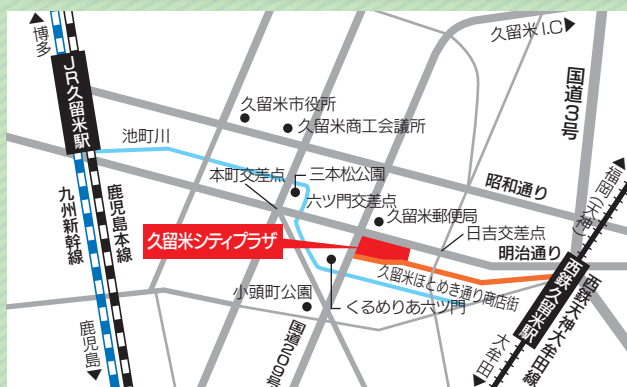 博多
JR久留米駅
九州新幹線
鹿児島本線
鹿児島
池町川
久留米市役所
久留米商工会議所
本町交差点
三本松公園
六ツ門交差点
久留米郵便局
久留米シティプラザ
小頭町公園
くるめりあ六ツ門
久留米ほとめき通り商店街
国道209号
久留米I.C
国道3号
昭和通り
日吉交差点
明治通り
福岡(天神)
西鉄久留米駅
西鉄天神大牟田線
大牟田